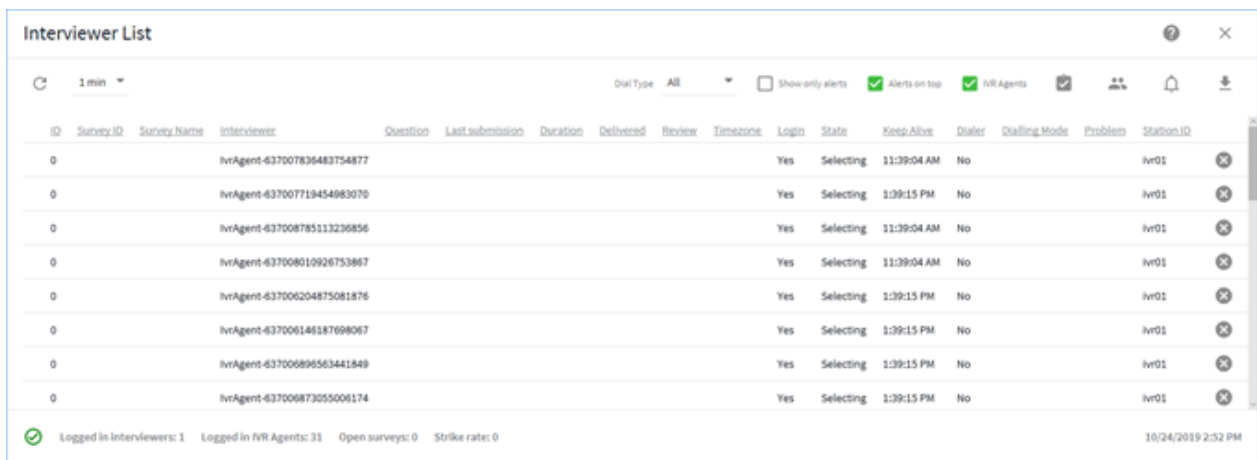 Interviewer List
1 min Dial Type All Show only alerts Alerts on top IVR Agents
ID Survey ID Survey Name Interviewer Question Last submission Duration Delivered Review Timezone Login State Keep Alive Dialer Dialling Mode Problem Station ID
0 IvrAgent-637007836483754877 Yes Selecting 11:39:04 AM No ivr01
0 IvrAgent-637007719454983070 Yes Selecting 1:39:15 PM No ivr01
0 IvrAgent-637008785113236856 Yes Selecting 11:39:04 AM No ivr01
0 IvrAgent-637008010926753867 Yes Selecting 11:39:04 AM No ivr01
0 IvrAgent-637006204875081876 Yes Selecting 1:39:15 PM No ivr01
0 IvrAgent-637006146187698067 Yes Selecting 1:39:15 PM No ivr01
0 IvrAgent-637006896563441849 Yes Selecting 1:39:15 PM No ivr01
0 IvrAgent-637006873055006174 Yes Selecting 1:39:15 PM No ivr01
Logged in interviewers: 1 Logged in IVR Agents: 31 Open surveys: 0 Strike rate: 0 10/24/2019 2:52 PM